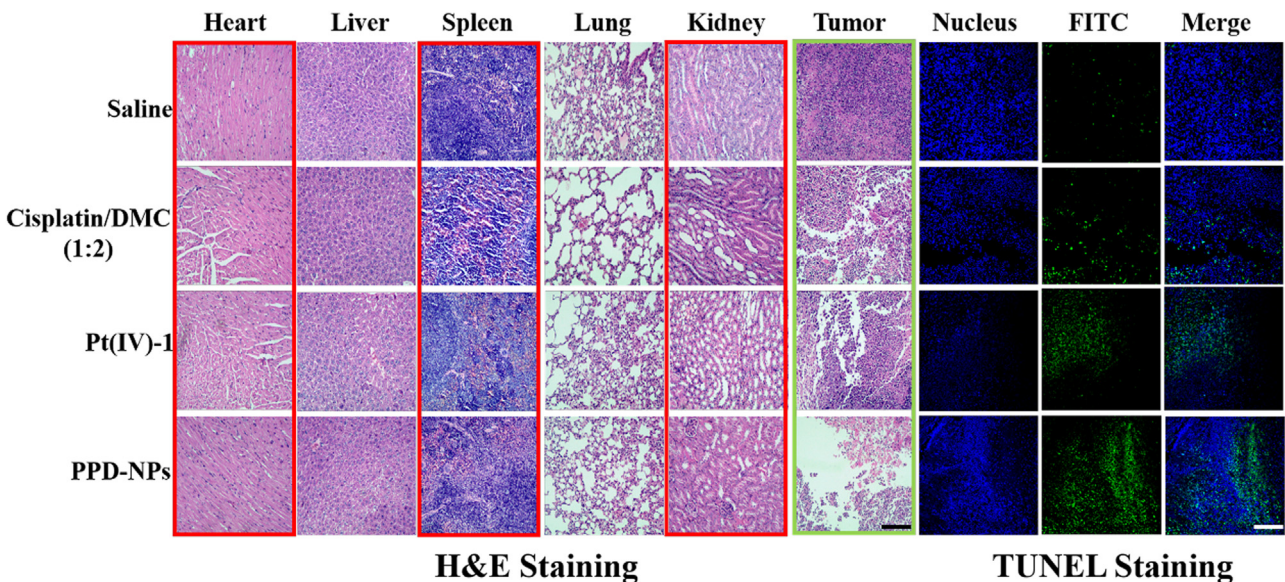 Heart Liver Spleen Lung Kidney Tumor Nucleus FITC Merge
Saline
Cisplatin/DMC
(1:2)
Pt(IV)-1
PPD-NPs
H&E Staining TUNEL Staining